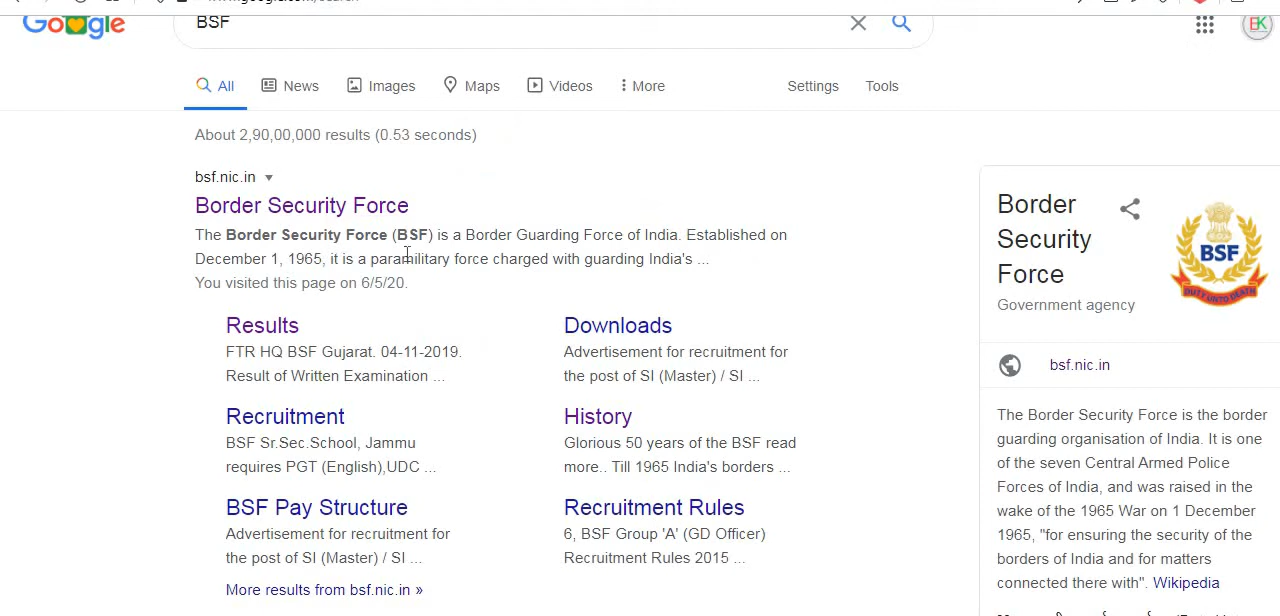 Google
BSF
All News Images Maps Videos More Settings Tools
About 2,90,00,000 results (0.53 seconds)
bsf.nic.in
Border Security Force
The Border Security Force (BSF) is a Border Guarding Force of India. Established on
December 1, 1965, it is a paramilitary force charged with guarding India's ...
You visited this page on 6/5/20.
Results
FTR HQ BSF Gujarat. 04-11-2019.
Result of Written Examination ...
Downloads
Advertisement for recruitment for
the post of SI (Master) / SI ...
Recruitment
BSF Sr.Sec.School, Jammu
requires PGT (English),UDC ...
History
Glorious 50 years of the BSF read
more.. Till 1965 India's borders ...
BSF Pay Structure
Advertisement for recruitment for
the post of SI (Master) / SI ...
Recruitment Rules
6, BSF Group 'A' (GD Officer)
Recruitment Rules 2015 ...
More results from bsf.nic.in »
EK
Border
Security
Force
Government agency
BSF
DUTY UNTO DEATH
bsf.nic.in
The Border Security Force is the border
guarding organisation of India. It is one
of the seven Central Armed Police
Forces of India, and was raised in the
wake of the 1965 War on 1 December
1965, "for ensuring the security of the
borders of India and for matters
connected there with". Wikipedia